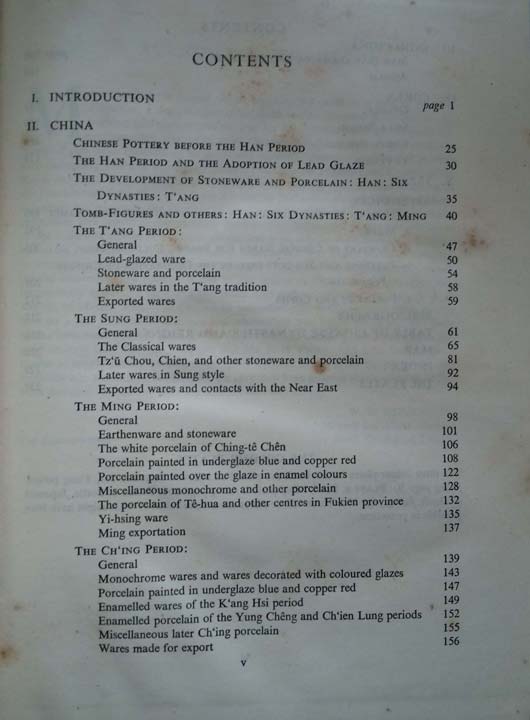 CONTENTS
I. INTRODUCTION page 1
II. CHINA
CHINESE POTTERY BEFORE THE HAN PERIOD 25
THE HAN PERIOD AND THE ADOPTION OF LEAD GLAZE 30
THE DEVELOPMENT OF STONEWARE AND PORCELAIN: HAN: SIX
DYNASTIES: T'ANG 35
TOMB-FIGURES AND OTHERS: HAN: SIX DYNASTIES: T'ANG: MING 40
THE T'ANG PERIOD:
General 47
Lead-glazed ware 50
Stoneware and porcelain 54
Later wares in the T'ang tradition 58
Exported wares 59
THE SUNG PERIOD:
General 61
The Classical wares 65
Tz'ŭ Chou, Chien, and other stoneware and porcelain 81
Later wares in Sung style 92
Exported wares and contacts with the Near East 94
THE MING PERIOD:
General 98
Earthenware and stoneware 101
The white porcelain of Ching-tê Chên 106
Porcelain painted in underglaze blue and copper red 108
Porcelain painted over the glaze in enamel colours 122
Miscellaneous monochrome and other porcelain 128
The porcelain of Tê-hua and other centres in Fukien province 132
Yi-hsing ware 135
Ming exportation 137
THE CH'ING PERIOD:
General 139
Monochrome wares and wares decorated with coloured glazes 143
Porcelain painted in underglaze blue and copper red 147
Enamelled wares of the K'ang Hsi period 149
Enamelled porcelain of the Yung Chêng and Ch'ien Lung periods 152
Miscellaneous later Ch'ing porcelain 155
Wares made for export 156
v